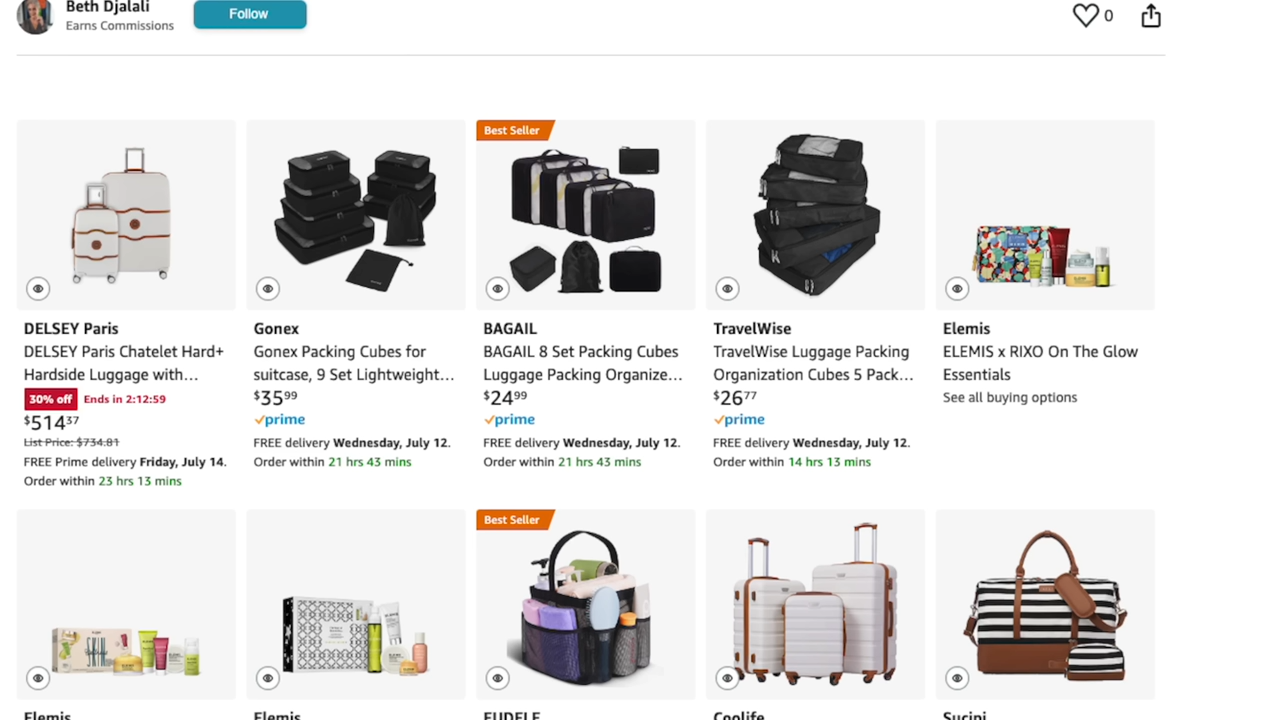 Beth Djalali
Earns Commissions
Follow
0
Best Seller
DELSEY Paris
DELSEY Paris Chatelet Hard+
Hardside Luggage with…
30% off Ends in 2:12:59
$514 37
List Price: $734.81
FREE Prime delivery Friday, July 14.
Order within 23 hrs 13 mins
Gonex
Gonex Packing Cubes for
suitcase, 9 Set Lightweight…
$35 99
prime
FREE delivery Wednesday, July 12.
Order within 21 hrs 43 mins
BAGAIL
BAGAIL 8 Set Packing Cubes
Luggage Packing Organize…
$24 99
prime
FREE delivery Wednesday, July 12.
Order within 21 hrs 43 mins
TravelWise
TravelWise Luggage Packing
Organization Cubes 5 Pack…
$26 77
prime
FREE delivery Wednesday, July 12.
Order within 14 hrs 13 mins
Elemis
ELEMIS x RIXO On The Glow
Essentials
See all buying options
Best Seller
Elemis
Elemis
EUDELE
Coolife
Sucipi